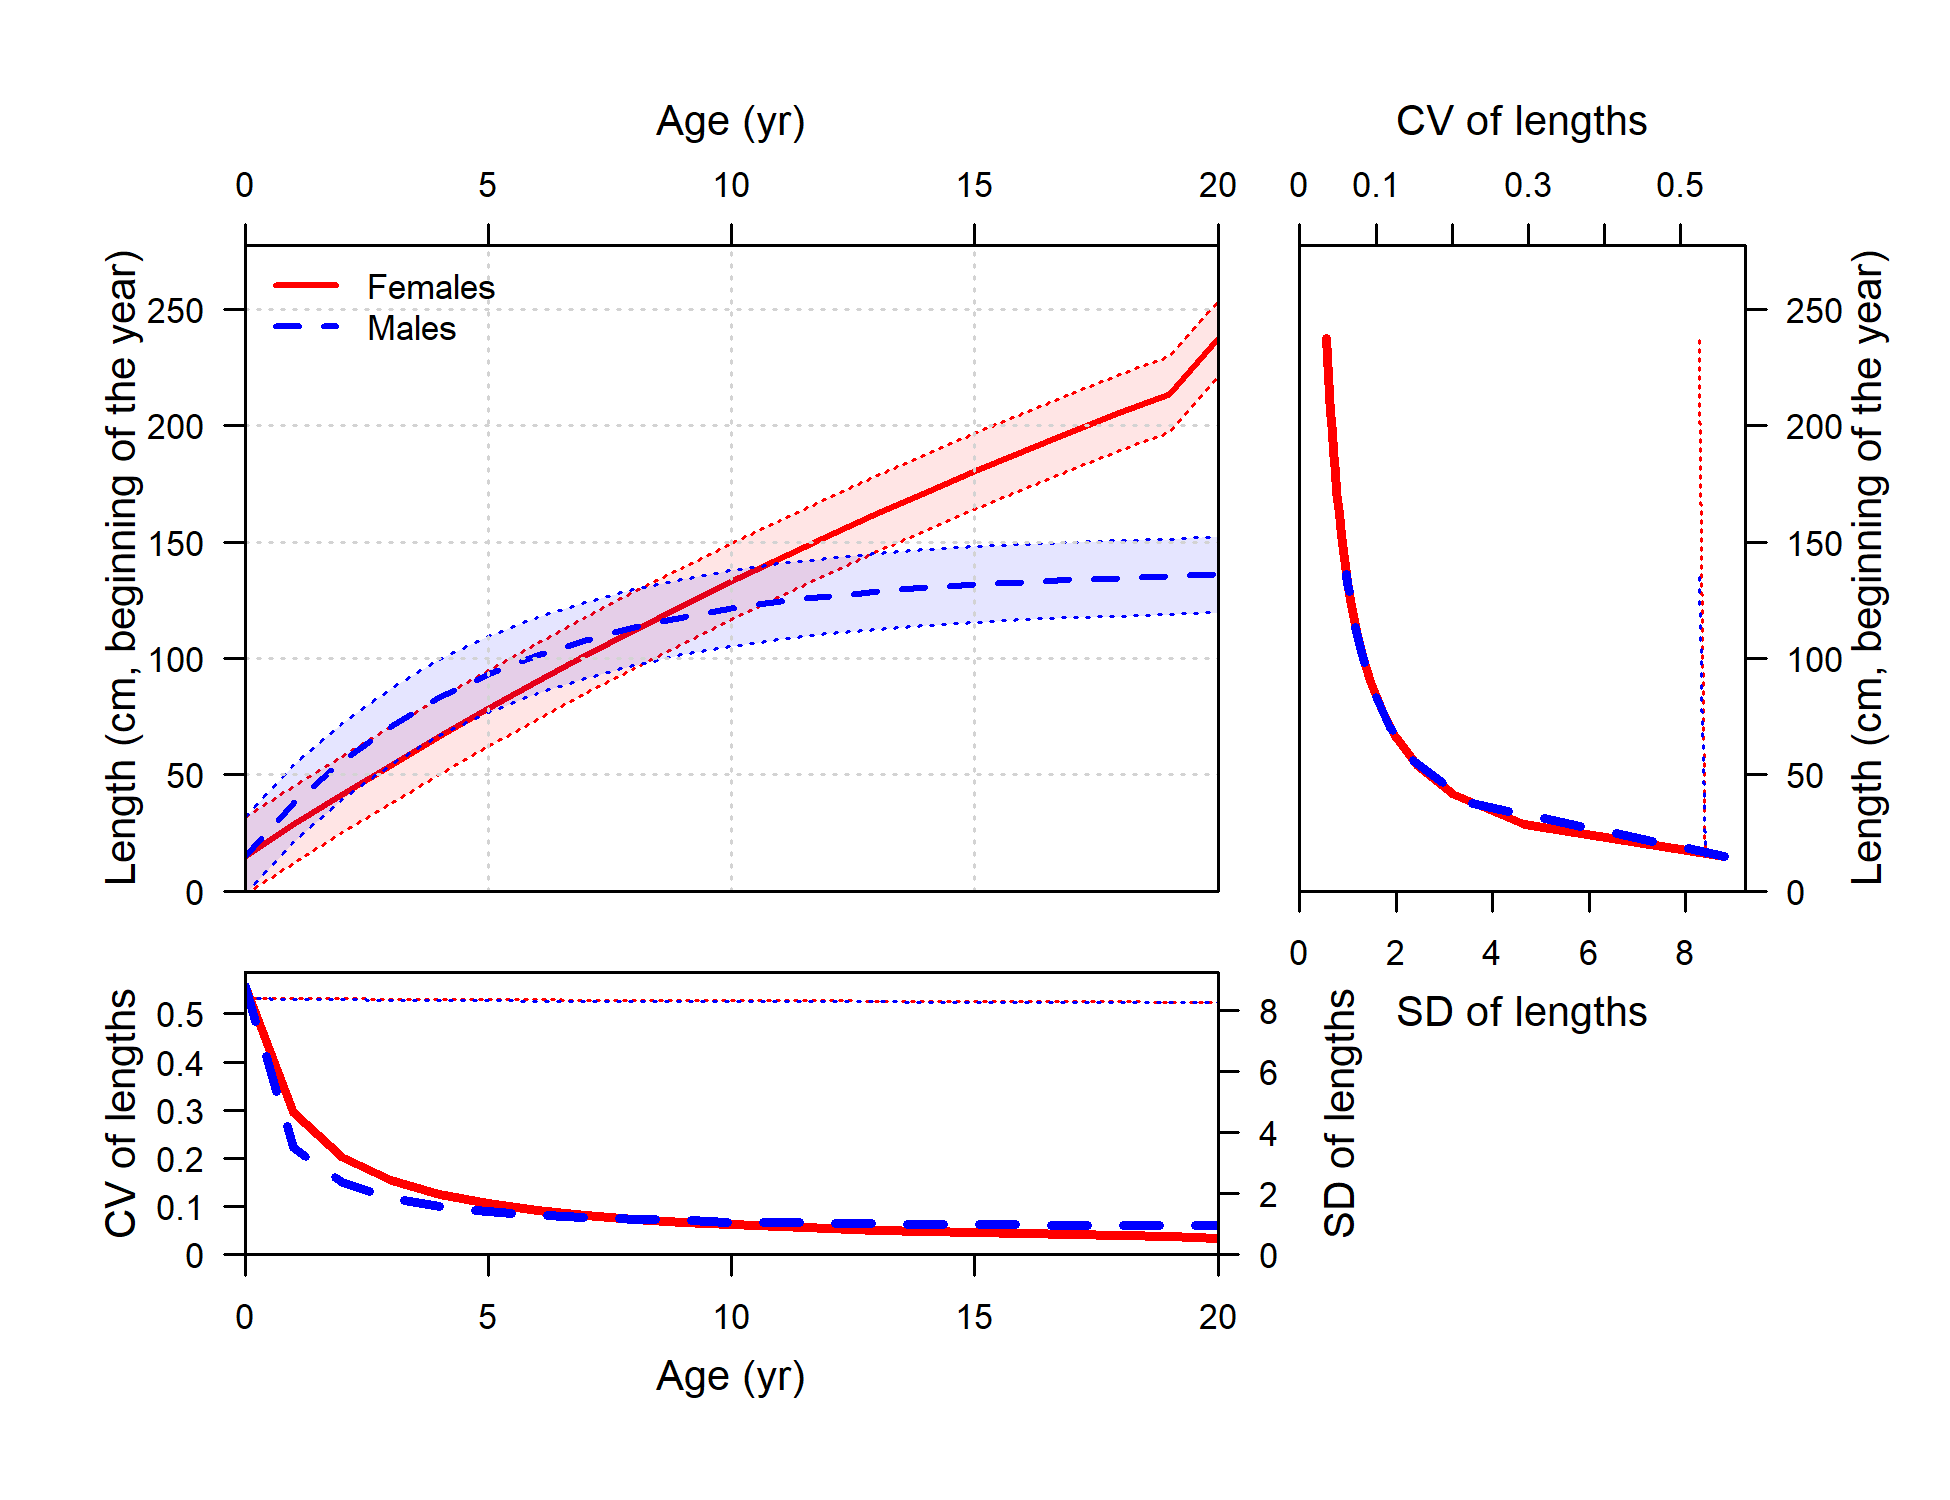 Age (yr)
CV of lengths
0 5 10 15 20
0 0.1 0.3 0.5
Length (cm, beginning of the year)
250
200
150
100
50
0
Females
Males
250
200
150
100
50
0
Length (cm, beginning of the year)
0 2 4 6 8
SD of lengths
CV of lengths
0.5
0.4
0.3
0.2
0.1
0
8
6
4
2
0
SD of lengths
0 5 10 15 20
Age (yr)